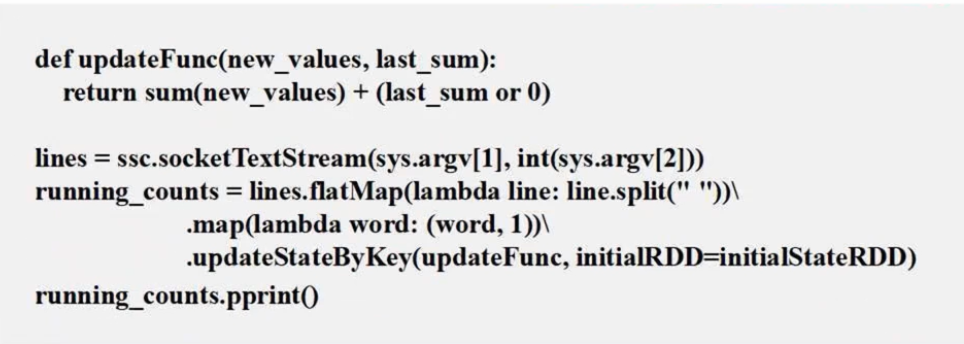 def updateFunc(new_values, last_sum):
return sum(new_values) + (last_sum or 0)
lines = ssc.socketTextStream(sys.argv[1], int(sys.argv[2]))
running_counts = lines.flatMap(lambda line: line.split(" "))\
.map(lambda word: (word, 1))\
.updateStateByKey(updateFunc, initialRDD=initialStateRDD)
running_counts.pprint()